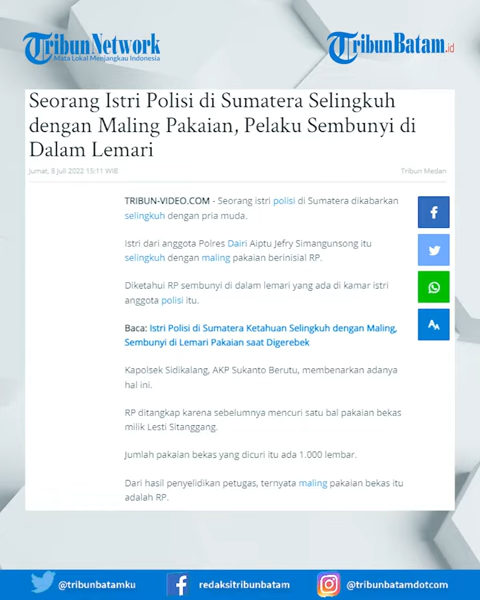 TribunNetwork
Mata Lokal Menjangkau Indonesia
TribunBatam.id
Seorang Istri Polisi di Sumatera Selingkuh
dengan Maling Pakaian, Pelaku Sembunyi di
Dalam Lemari
Jumat, 8 Juli 2022 15:11 WIB
Tribun Medan
TRIBUN-VIDEO.COM - Seorang istri polisi di Sumatera dikabarkan
selingkuh dengan pria muda.
Istri dari anggota Polres Dairi Aiptu Jefry Simangunsong itu
selingkuh dengan maling pakaian berinisial RP.
Diketahui RP sembunyi di dalam lemari yang ada di kamar istri
anggota polisi itu.
Baca: Istri Polisi di Sumatera Ketahuan Selingkuh dengan Maling,
Sembunyi di Lemari Pakaian saat Digerebek
Kapolsek Sidikalang, AKP Sukanto Berutu, membenarkan adanya
hal ini.
RP ditangkap karena sebelumnya mencuri satu bal pakaian bekas
milik Lesti Sitanggang.
Jumlah pakaian bekas yang dicuri itu ada 1.000 lembar.
Dari hasil penyelidikan petugas, ternyata maling pakaian bekas itu
adalah RP.
@tribunbatamku
redaksitribunbatam
@tribunbatamdotcom